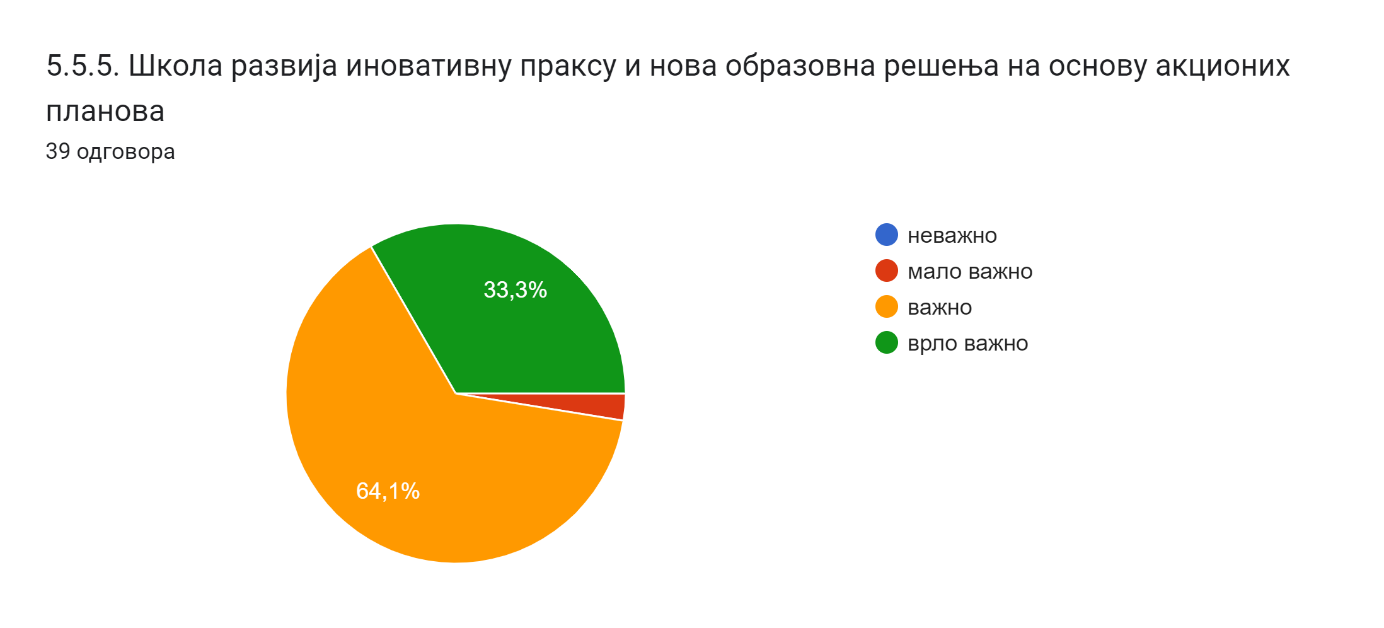 5.5.5. Школа развија иновативну праксу и нова образовна решења на основу акционих
планова
39 одговора
неважно
мало важно
важно
врло важно
33,3%
64,1%